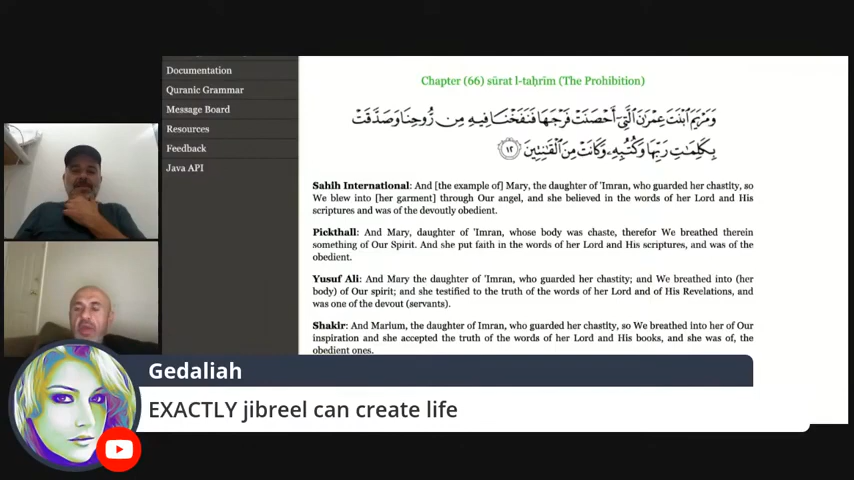 Documentation
Quranic Grammar
Message Board
Resources
Feedback
Java API
Chapter (66) sūrat l-taḥrīm (The Prohibition)
وَمَرْيَمَ ابْنَتَ عِمْرَانَ الَّتِي أَحْصَنَتْ فَرْجَهَا فَنَفَخْنَا فِيهِ مِن رُّوحِنَا وَصَدَّقَتْ
بِكَلِمَاتِ رَبِّهَا وَكُتُبِهِ وَكَانَتْ مِنَ الْقَانِتِينَ ١٢
Sahih International: And [the example of] Mary, the daughter of 'Imran, who guarded her chastity, so
We blew into [her garment] through Our angel, and she believed in the words of her Lord and His
scriptures and was of the devoutly obedient.
Pickthall: And Mary, daughter of 'Imran, whose body was chaste, therefor We breathed therein
something of Our Spirit. And she put faith in the words of her Lord and His scriptures, and was of the
obedient.
Yusuf Ali: And Mary the daughter of 'Imran, who guarded her chastity; and We breathed into (her
body) of Our spirit; and she testified to the truth of the words of her Lord and of His Revelations, and
was one of the devout (servants).
Shakir: And Marium, the daughter of Imran, who guarded her chastity, so We breathed into her of Our
inspiration and she accepted the truth of the words of her Lord and His books, and she was of, the
obedient ones.
Gedaliah
EXACTLY jibreel can create life